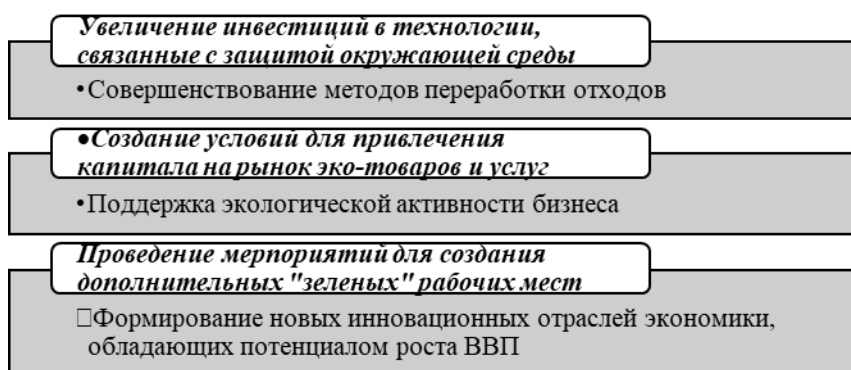 Увеличение инвестиций в технологии,
связанные с защитой окружающей среды
•Совершенствование методов переработки отходов
●Создание условий для привлечения
капитала на рынок эко-товаров и услуг
•Поддержка экологической активности бизнеса
Проведение мерпориятий для создания
дополнительных "зеленых" рабочих мест
□Формирование новых инновационных отраслей экономики,
обладающих потенциалом роста ВВП